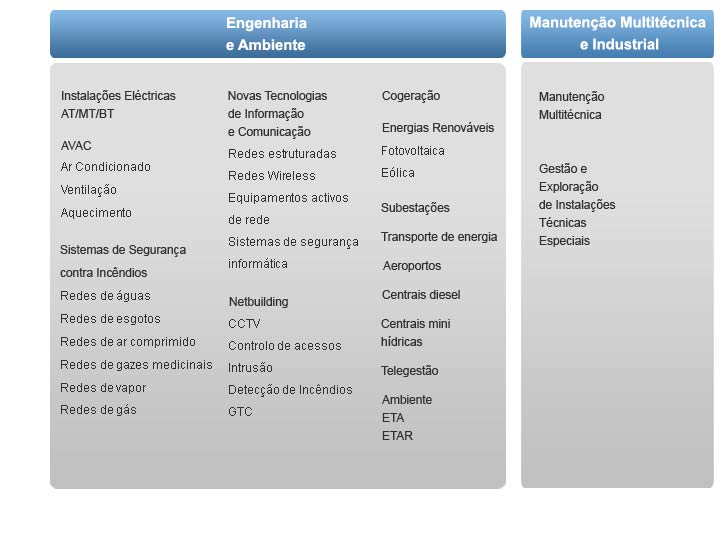 Engenharia
e Ambiente
Instalações Eléctricas
AT/MT/BT
AVAC
Ar Condicionado
Ventilação
Aquecimento
Sistemas de Segurança
contra Incêndios
Redes de águas
Redes de esgotos
Redes de ar comprimido
Redes de gazes medicinais
Redes de vapor
Redes de gás
Novas Tecnologias
de Informação
e Comunicação
Redes estruturadas
Redes Wireless
Equipamentos activos
de rede
Sistemas de segurança
informática
Netbuilding
CCTV
Controlo de acessos
Intrusão
Detecção de Incêndios
GTC
Cogeração
Energias Renováveis
Fotovoltaica
Eólica
Subestações
Transporte de energia
Aeroportos
Centrais diesel
Centrais mini
hídricas
Telegestão
Ambiente
ETA
ETAR
Manutenção Multitécnica
e Industrial
Manutenção
Multitécnica
Gestão e
Exploração
de Instalações
Técnicas
Especiais